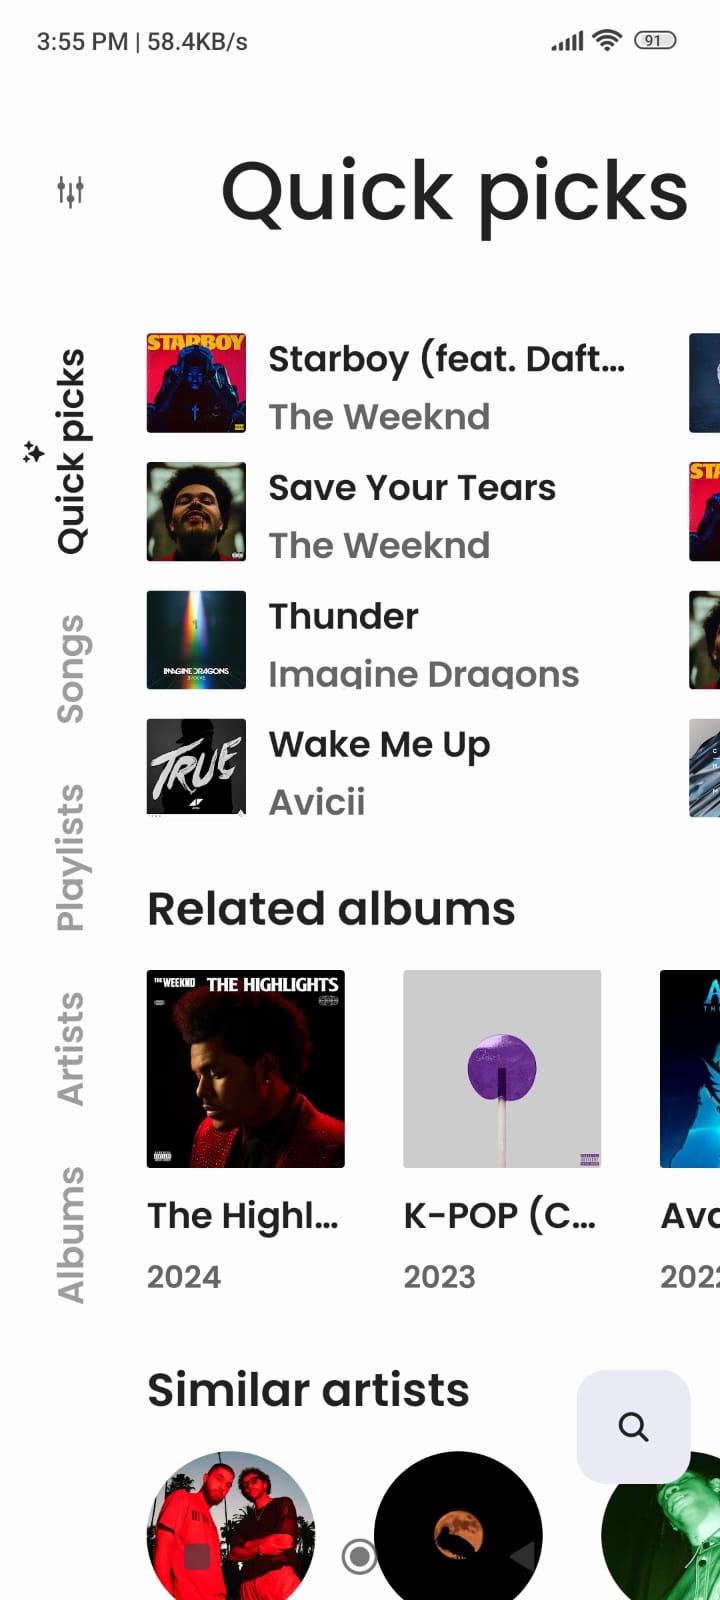 3:55 PM | 58.4KB/s
91
Quick picks
Quick picks
Songs
Playlists
Artists
Albums
STARBOY
Starboy (feat. Daft...
The Weeknd
Save Your Tears
The Weeknd
IMAGINE DRAGONS
EVOLVE
Thunder
Imagine Dragons
TRUE
Wake Me Up
Avicii
Related albums
THE WEEKND THE HIGHLIGHTS
The Highl...
2024
K-POP (C...
2023
Ava
2022
Similar artists